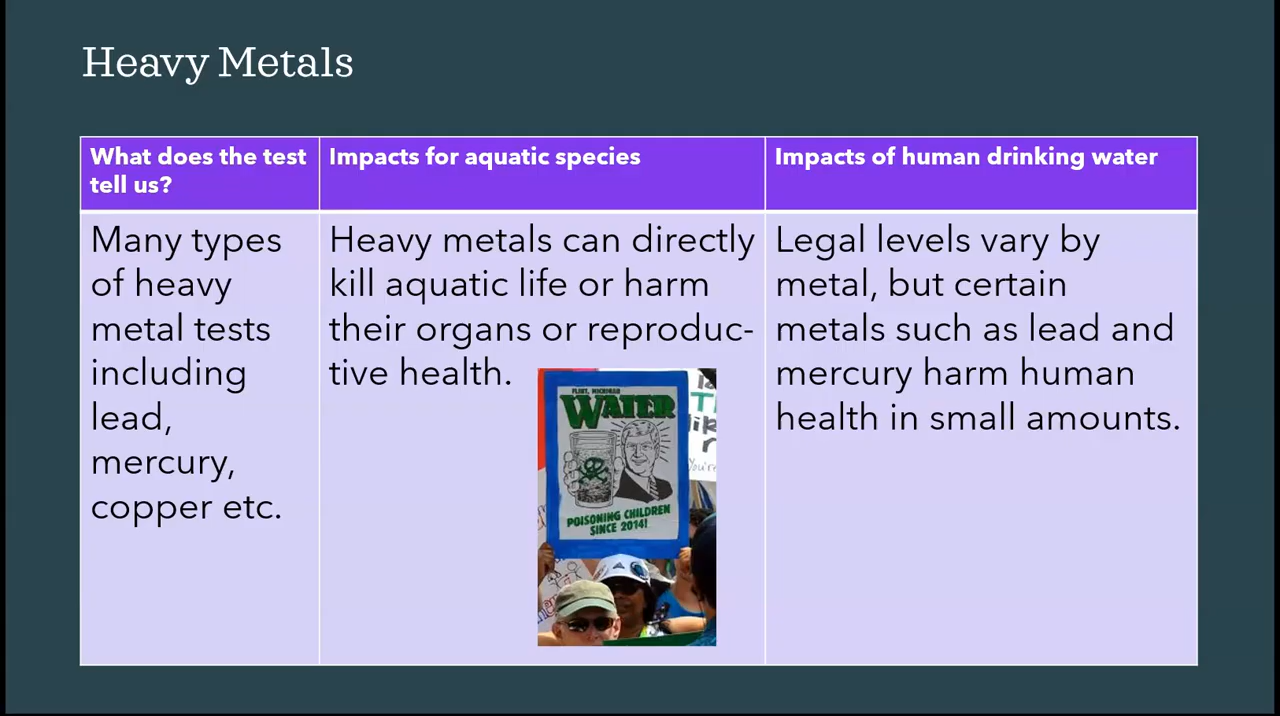 Heavy Metals
What does the test
tell us?
Impacts for aquatic species
Impacts of human drinking water
Many types
of heavy
metal tests
including
lead,
mercury,
copper etc.
Heavy metals can directly
kill aquatic life or harm
their organs or reproduc-
tive health.
FLINT, MICHIGAN
WATER
POISONING CHILDREN
SINCE 2014!
You're
Legal levels vary by
metal, but certain
metals such as lead and
mercury harm human
health in small amounts.